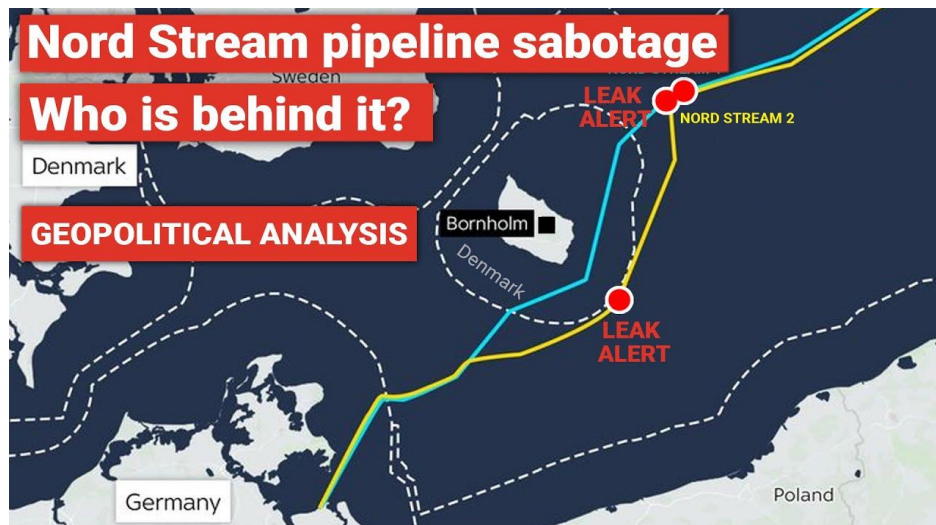 Nord Stream pipeline sabotage
Sweden
Who is behind it?
LEAK
ALERT
NORD STREAM 2
Denmark
GEOPOLITICAL ANALYSIS
Bornholm
Denmark
LEAK
ALERT
Germany
Poland